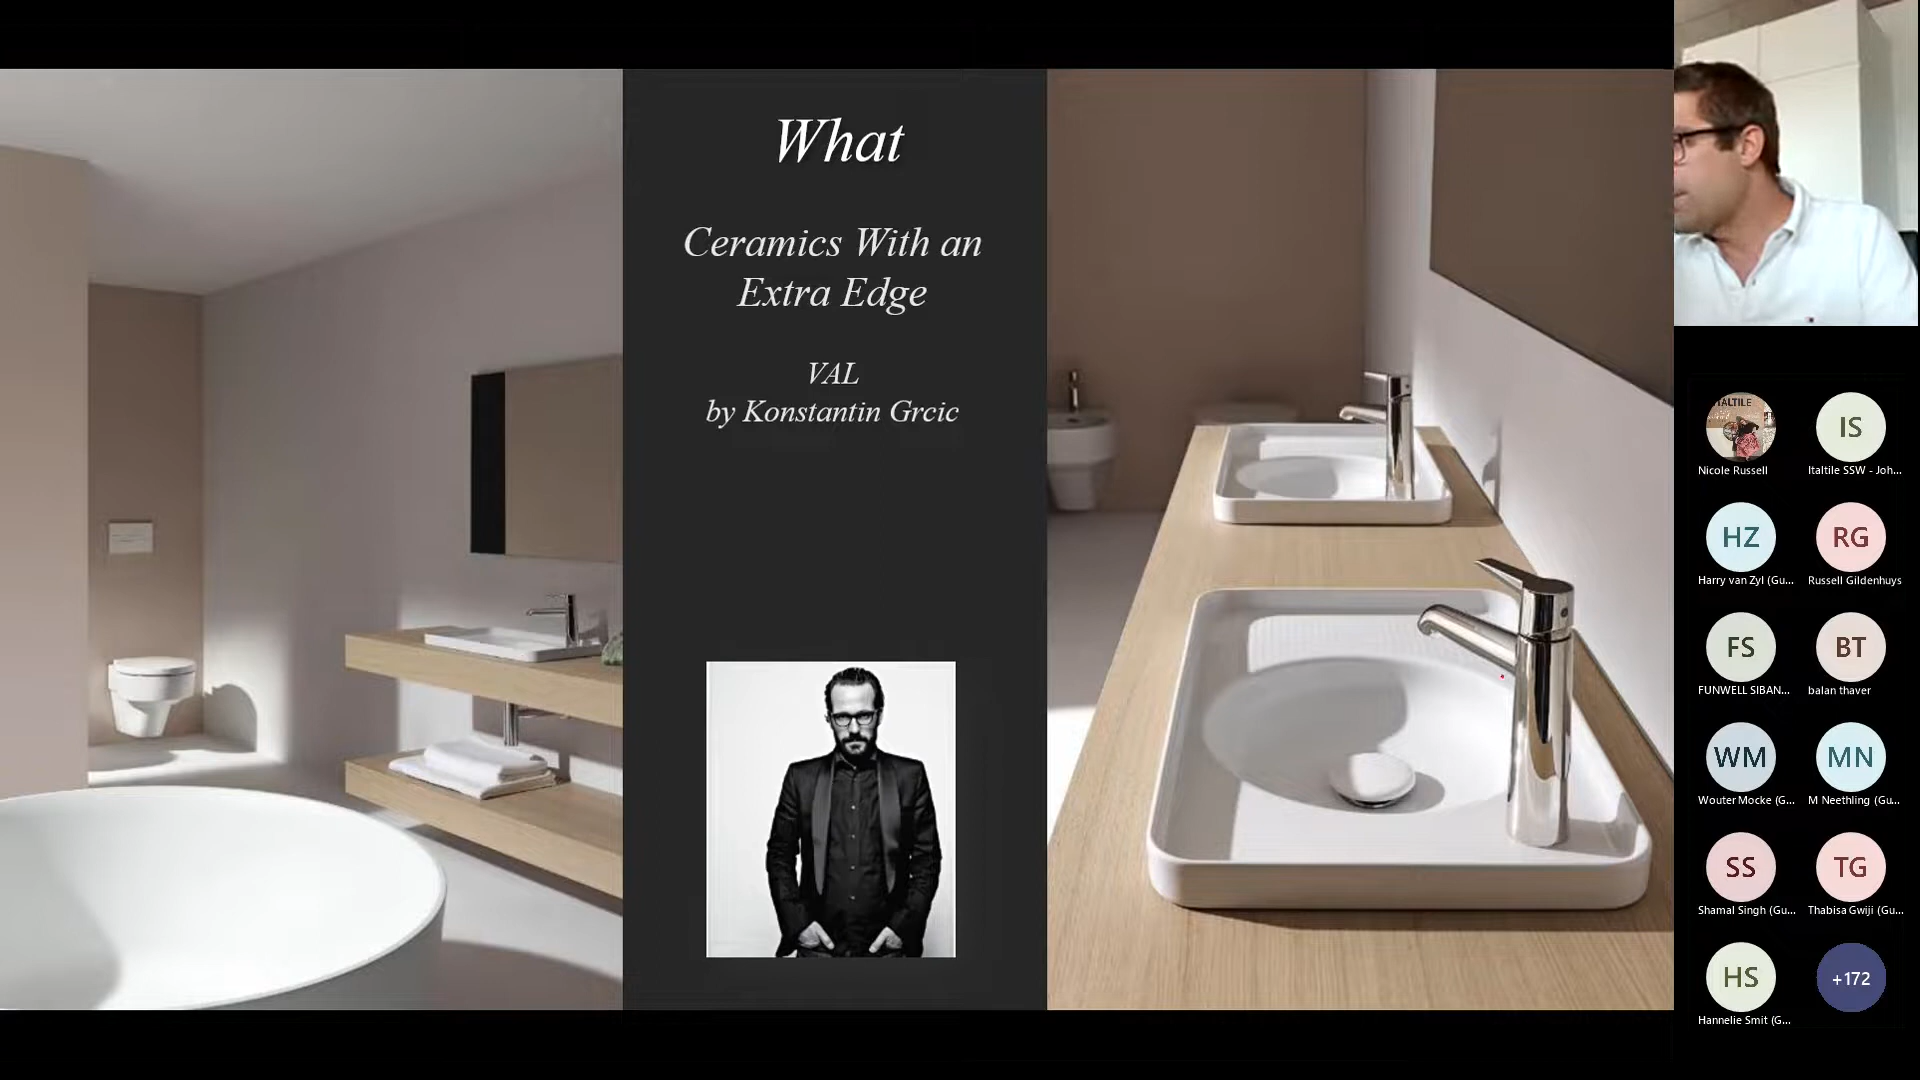 What
Ceramics With an
Extra Edge
VAL
by Konstantin Grcic
ITALTILE
Nicole Russell
IS
Italtile SSW - Joh...
HZ
Harry van Zyl (Gu...
RG
Russell Gildenhuys
FS
FUNWELL SIBAN...
BT
balan thaver
WM
Wouter Mocke (G...
MN
M Neethling (Gu...
SS
Shamal Singh (Gu...
TG
Thabisa Gwiji (Gu...
HS
Hannelie Smit (G...
+172